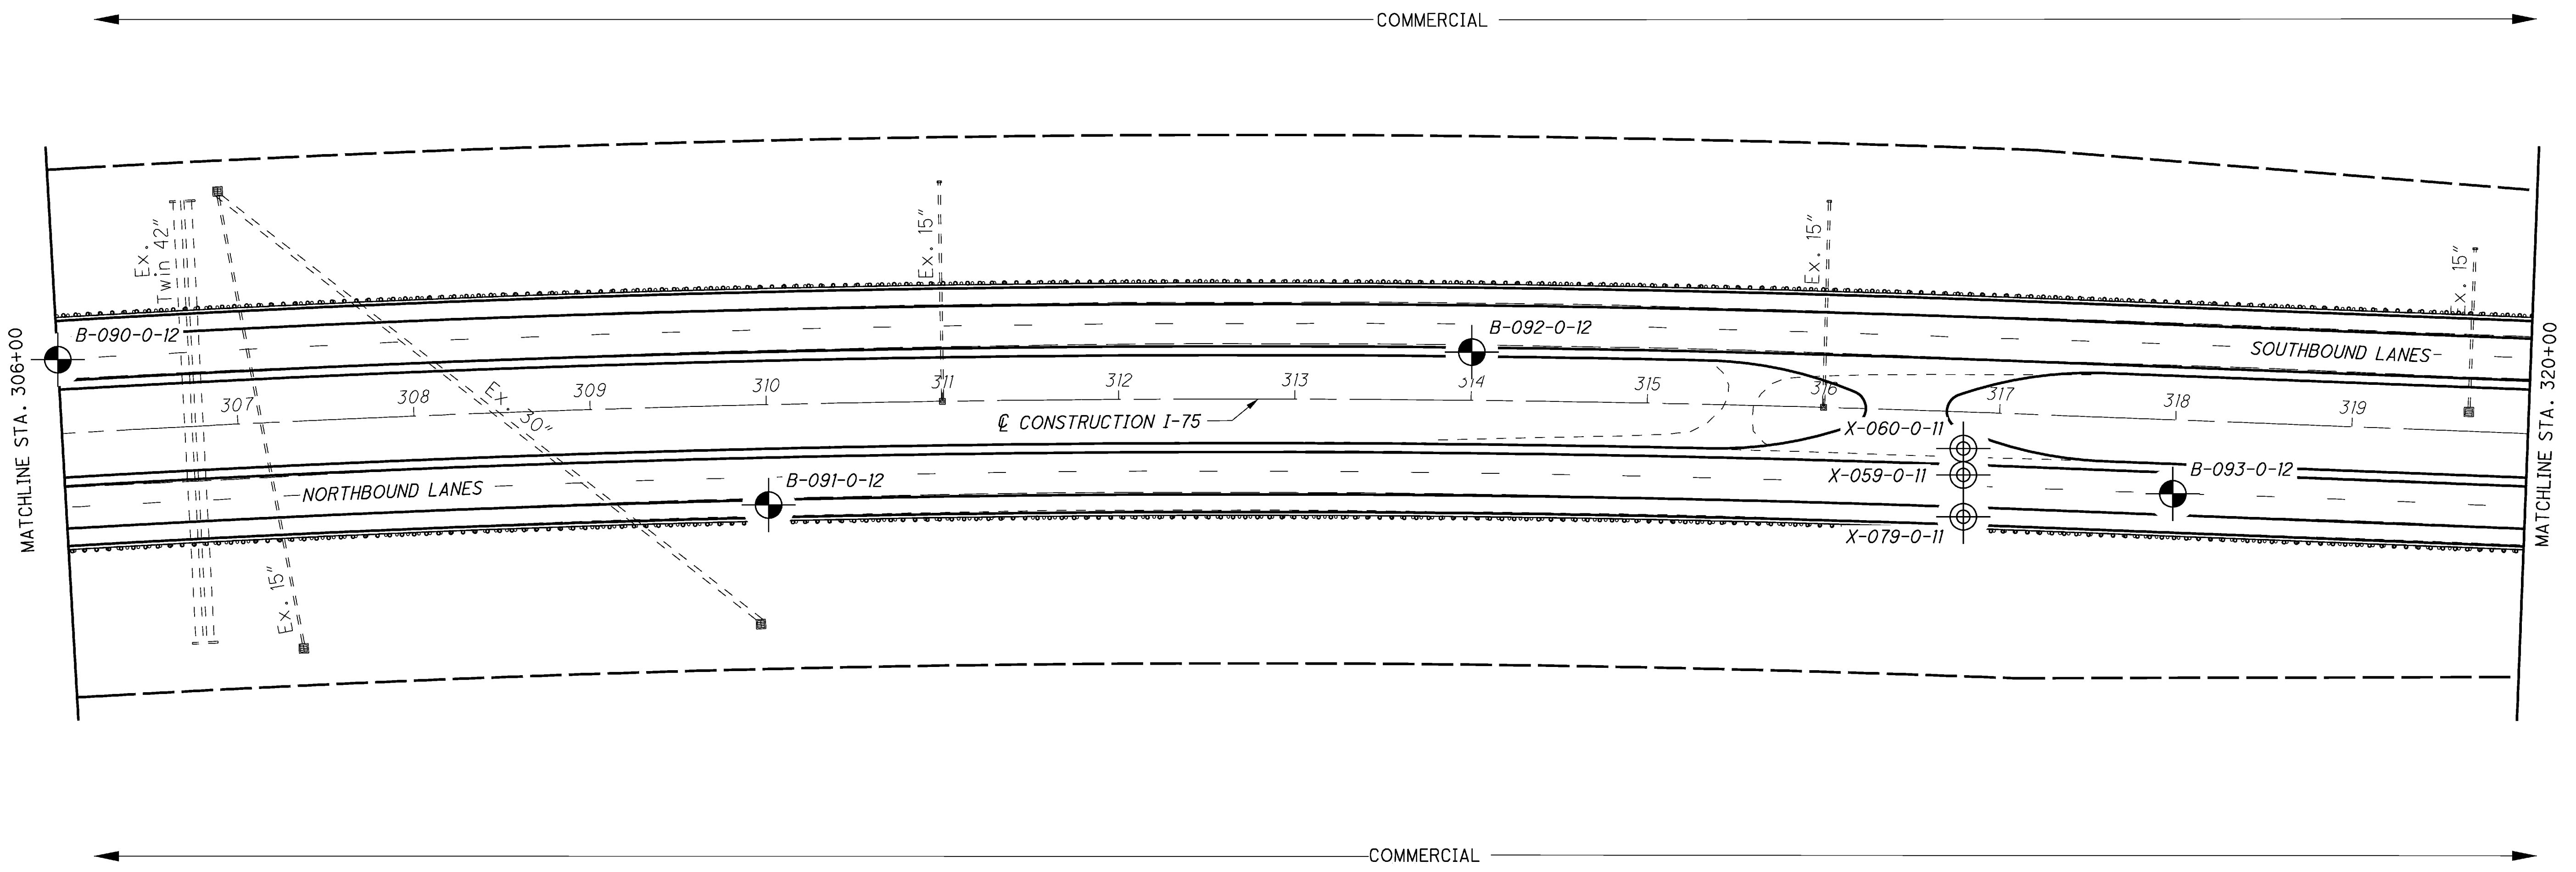 COMMERCIAL
MATCHLINE STA. 306+00
Ex.
Twin 42"
Ex. 15"
Ex. 15"
Ex. 15"
B-090-0-12
B-092-0-12
SOUTHBOUND LANES
307
308
309
310
311
312
313
314
315
316
317
318
319
Ex. 30"
℄ CONSTRUCTION I-75
X-060-0-11
X-059-0-11
X-079-0-11
NORTHBOUND LANES
B-091-0-12
B-093-0-12
Ex. 15"
MATCHLINE STA. 320+00
COMMERCIAL